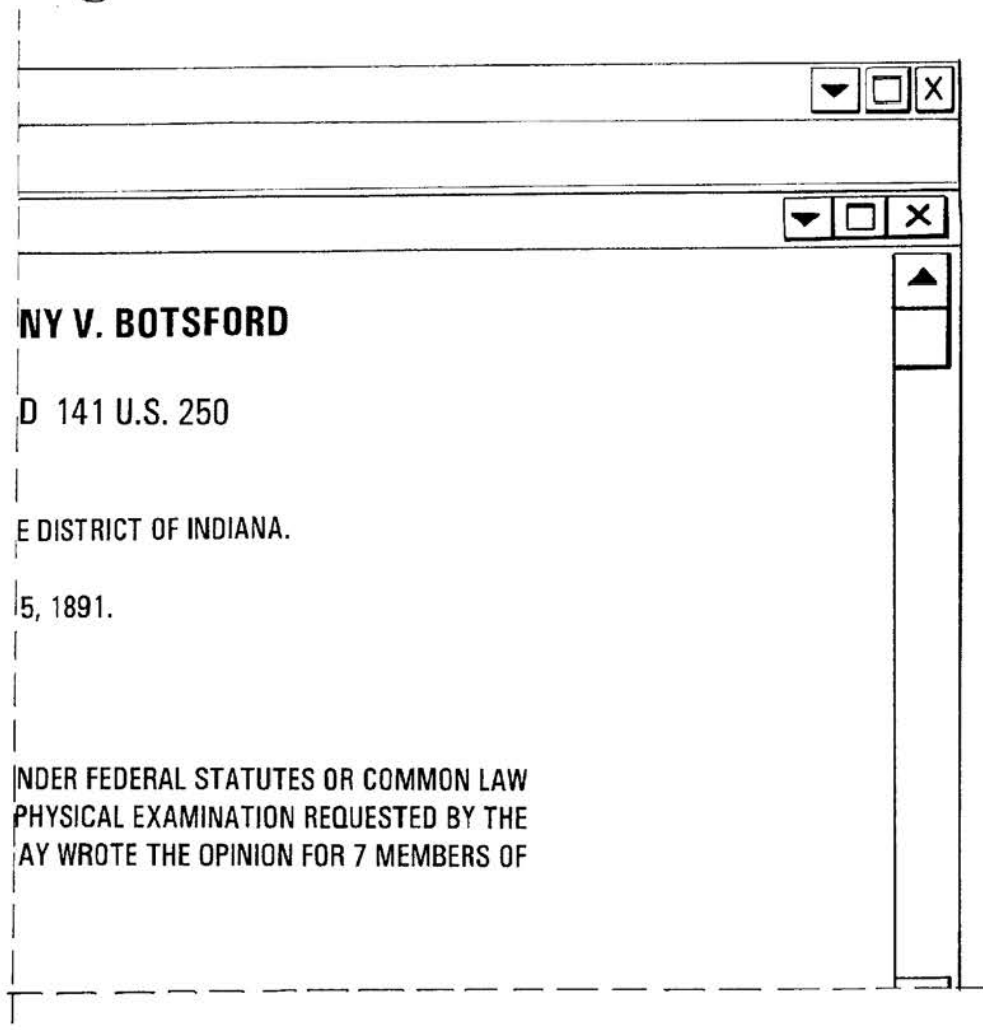 NY V. BOTSFORD
D 141 U.S. 250
E DISTRICT OF INDIANA.
5, 1891.
NDER FEDERAL STATUTES OR COMMON LAW
PHYSICAL EXAMINATION REQUESTED BY THE
AY WROTE THE OPINION FOR 7 MEMBERS OF